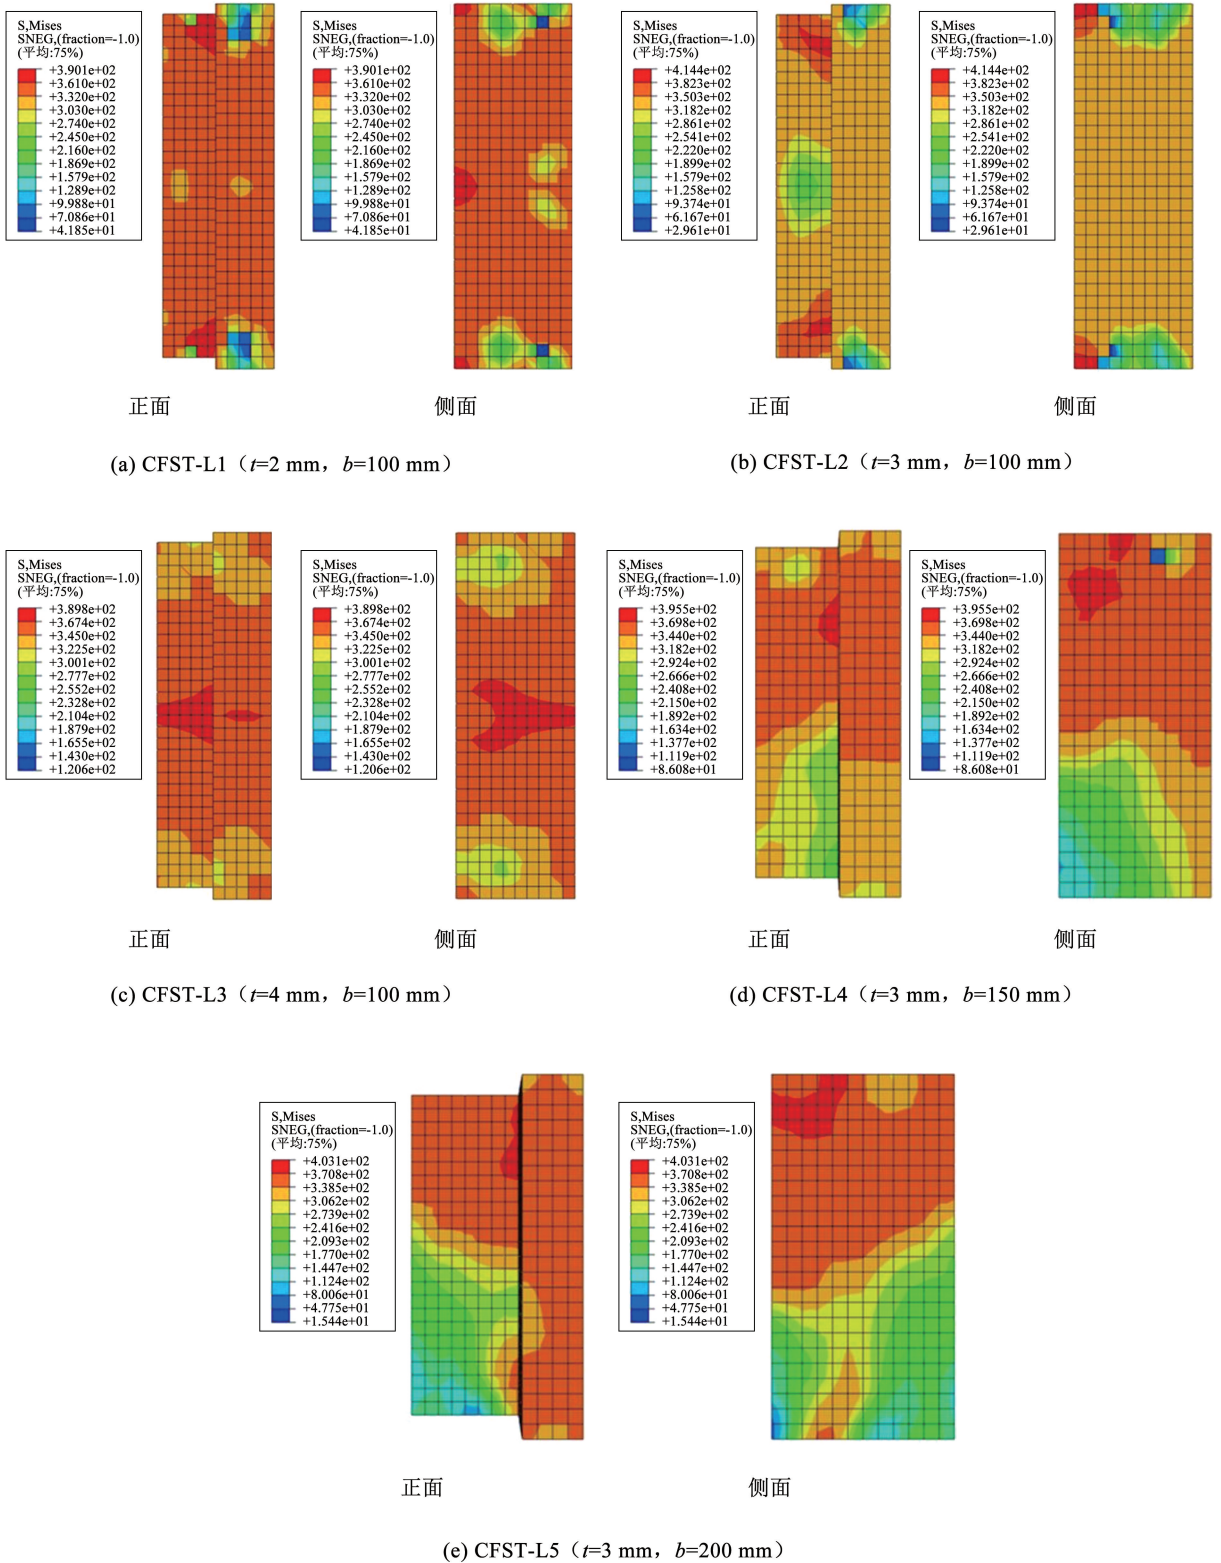 S,Mises
SNEG,(fraction=-1.0)
(平均:75%)
+3.901e+02
+3.610e+02
+3.320e+02
+3.030e+02
+2.740e+02
+2.450e+02
+2.160e+02
+1.869e+02
+1.579e+02
+1.289e+02
+9.988e+01
+7.086e+01
+4.185e+01
S,Mises
SNEG,(fraction=-1.0)
(平均:75%)
+3.901e+02
+3.610e+02
+3.320e+02
+3.030e+02
+2.740e+02
+2.450e+02
+2.160e+02
+1.869e+02
+1.579e+02
+1.289e+02
+9.988e+01
+7.086e+01
+4.185e+01
正面
侧面
(a) CFST-L1（t=2 mm，b=100 mm）
S,Mises
SNEG,(fraction=-1.0)
(平均:75%)
+4.144e+02
+3.823e+02
+3.503e+02
+3.182e+02
+2.861e+02
+2.541e+02
+2.220e+02
+1.899e+02
+1.579e+02
+1.258e+02
+9.374e+01
+6.167e+01
+2.961e+01
S,Mises
SNEG,(fraction=-1.0)
(平均:75%)
+4.144e+02
+3.823e+02
+3.503e+02
+3.182e+02
+2.861e+02
+2.541e+02
+2.220e+02
+1.899e+02
+1.579e+02
+1.258e+02
+9.374e+01
+6.167e+01
+2.961e+01
正面
侧面
(b) CFST-L2（t=3 mm，b=100 mm）
S,Mises
SNEG,(fraction=-1.0)
(平均:75%)
+3.898e+02
+3.674e+02
+3.450e+02
+3.225e+02
+3.001e+02
+2.777e+02
+2.552e+02
+2.328e+02
+2.104e+02
+1.879e+02
+1.655e+02
+1.430e+02
+1.206e+02
S,Mises
SNEG,(fraction=-1.0)
(平均:75%)
+3.898e+02
+3.674e+02
+3.450e+02
+3.225e+02
+3.001e+02
+2.777e+02
+2.552e+02
+2.328e+02
+2.104e+02
+1.879e+02
+1.655e+02
+1.430e+02
+1.206e+02
正面
侧面
(c) CFST-L3（t=4 mm，b=100 mm）
S,Mises
SNEG,(fraction=-1.0)
(平均:75%)
+3.955e+02
+3.698e+02
+3.440e+02
+3.182e+02
+2.924e+02
+2.666e+02
+2.408e+02
+2.150e+02
+1.892e+02
+1.634e+02
+1.377e+02
+1.119e+02
+8.608e+01
S,Mises
SNEG,(fraction=-1.0)
(平均:75%)
+3.955e+02
+3.698e+02
+3.440e+02
+3.182e+02
+2.924e+02
+2.666e+02
+2.408e+02
+2.150e+02
+1.892e+02
+1.634e+02
+1.377e+02
+1.119e+02
+8.608e+01
正面
侧面
(d) CFST-L4（t=3 mm，b=150 mm）
S,Mises
SNEG,(fraction=-1.0)
(平均:75%)
+4.031e+02
+3.708e+02
+3.385e+02
+3.062e+02
+2.739e+02
+2.416e+02
+2.093e+02
+1.770e+02
+1.447e+02
+1.124e+02
+8.006e+01
+4.775e+01
+1.544e+01
S,Mises
SNEG,(fraction=-1.0)
(平均:75%)
+4.031e+02
+3.708e+02
+3.385e+02
+3.062e+02
+2.739e+02
+2.416e+02
+2.093e+02
+1.770e+02
+1.447e+02
+1.124e+02
+8.006e+01
+4.775e+01
+1.544e+01
正面
侧面
(e) CFST-L5（t=3 mm，b=200 mm）